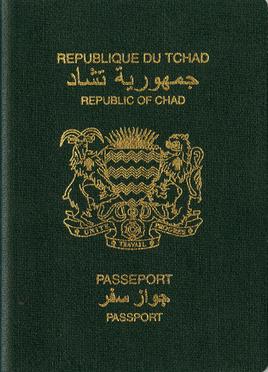 REPUBLIQUE DU TCHAD
جمهورية تشاد
REPUBLIC OF CHAD
UNITE TRAVAIL PROGRES
PASSEPORT
جواز سفر
PASSPORT